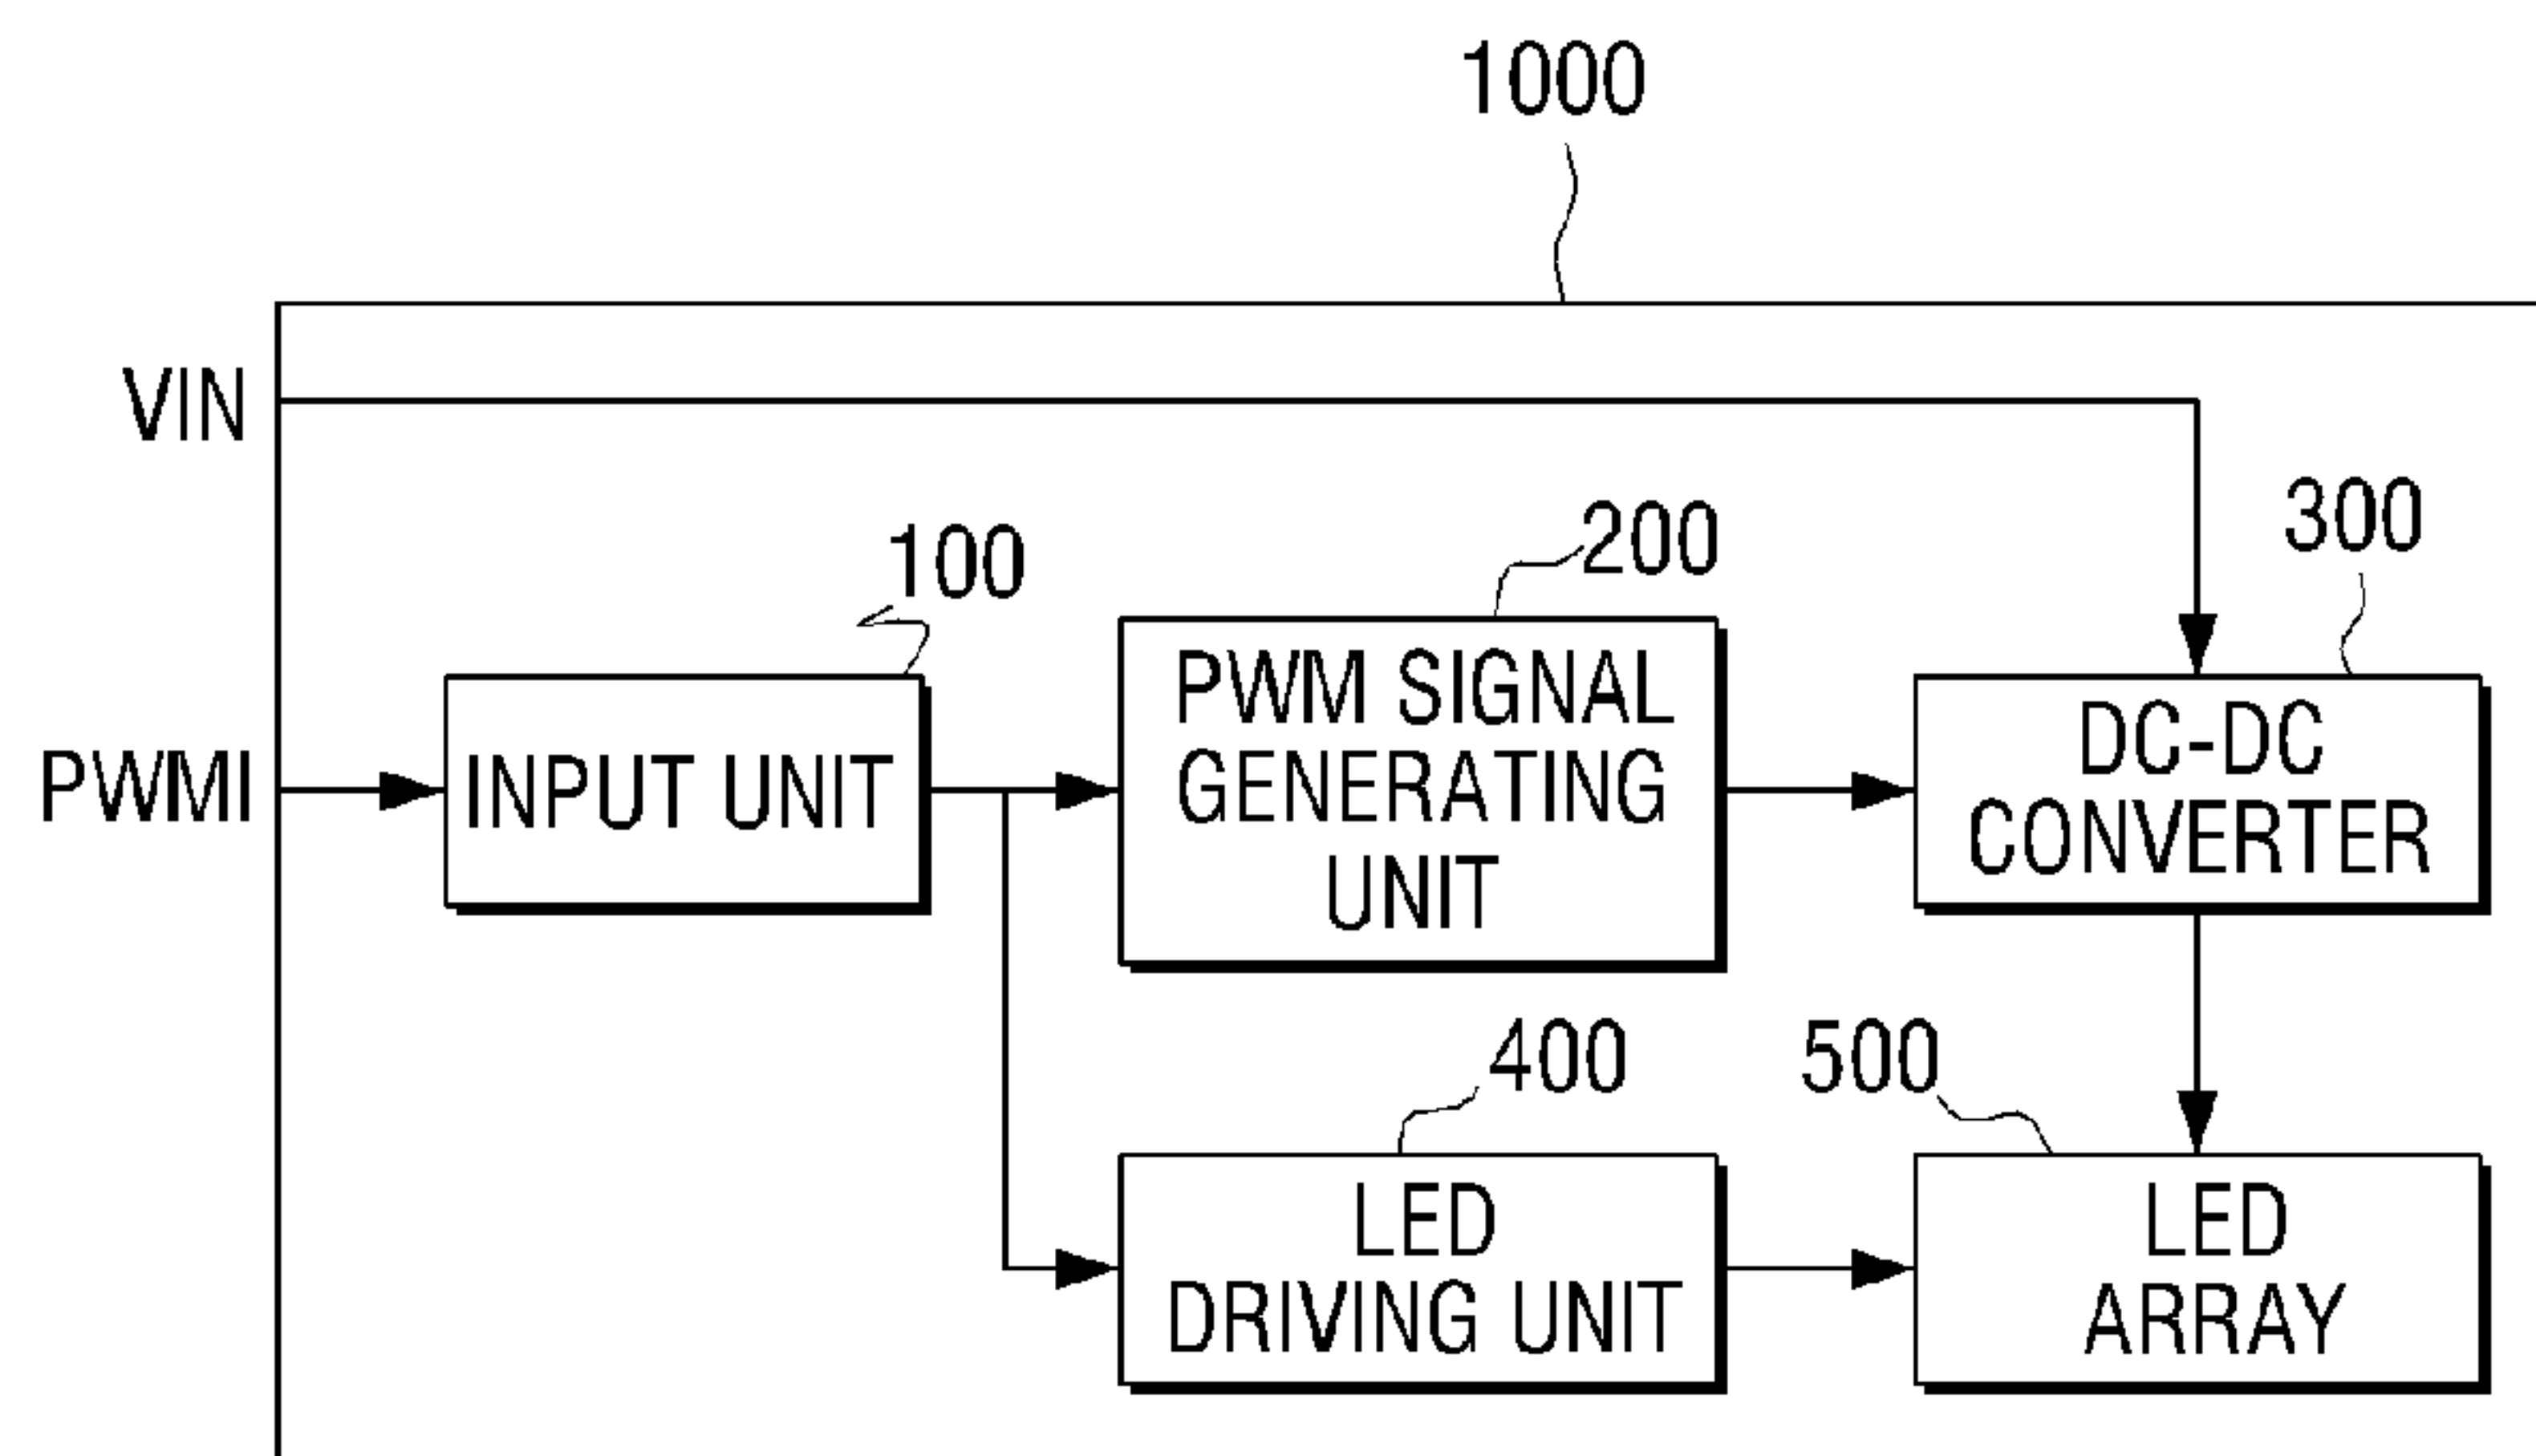 1000
VIN
300
200
100
PWM SIGNAL
GENERATING
UNIT
DC-DC
CONVERTER
PWMI
INPUT UNIT
400
500
LED
DRIVING UNIT
LED
ARRAY